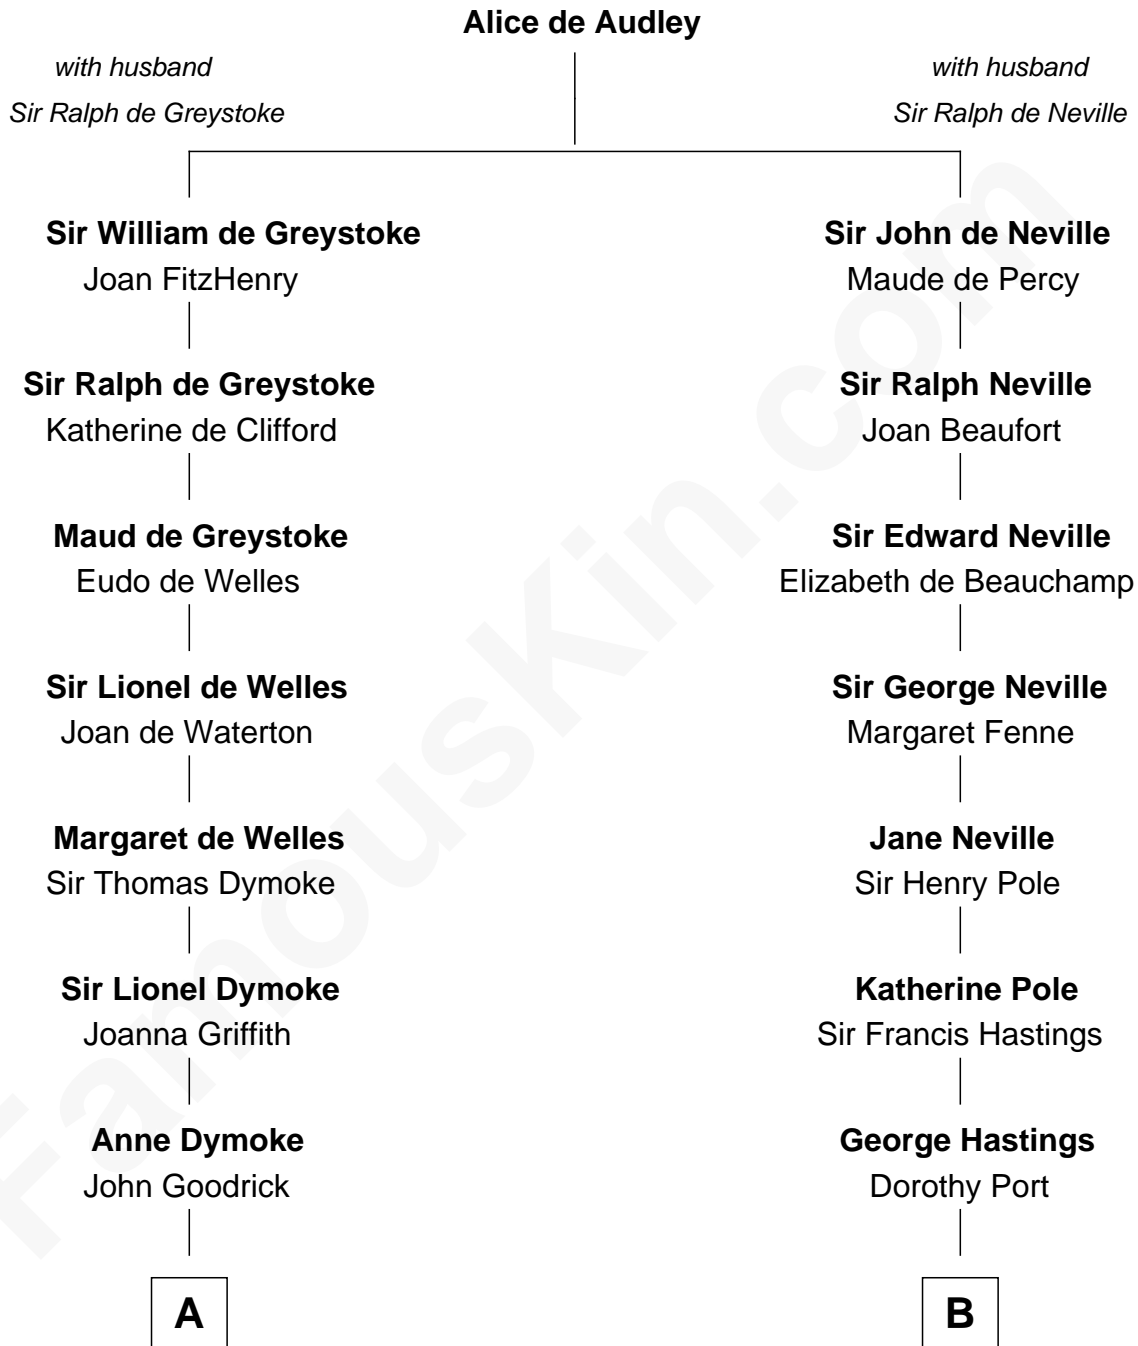 Alice de Audley
with husband
Sir Ralph de Greystoke
with husband
Sir Ralph de Neville
Sir William de Greystoke
Joan FitzHenry
Sir John de Neville
Maude de Percy
Sir Ralph de Greystoke
Katherine de Clifford
Sir Ralph Neville
Joan Beaufort
Maud de Greystoke
Eudo de Welles
Sir Edward Neville
Elizabeth de Beauchamp
Sir Lionel de Welles
Joan de Waterton
Sir George Neville
Margaret Fenne
Margaret de Welles
Sir Thomas Dymoke
Jane Neville
Sir Henry Pole
Sir Lionel Dymoke
Joanna Griffith
Katherine Pole
Sir Francis Hastings
Anne Dymoke
John Goodrick
George Hastings
Dorothy Port
A
B
FamousKin.com